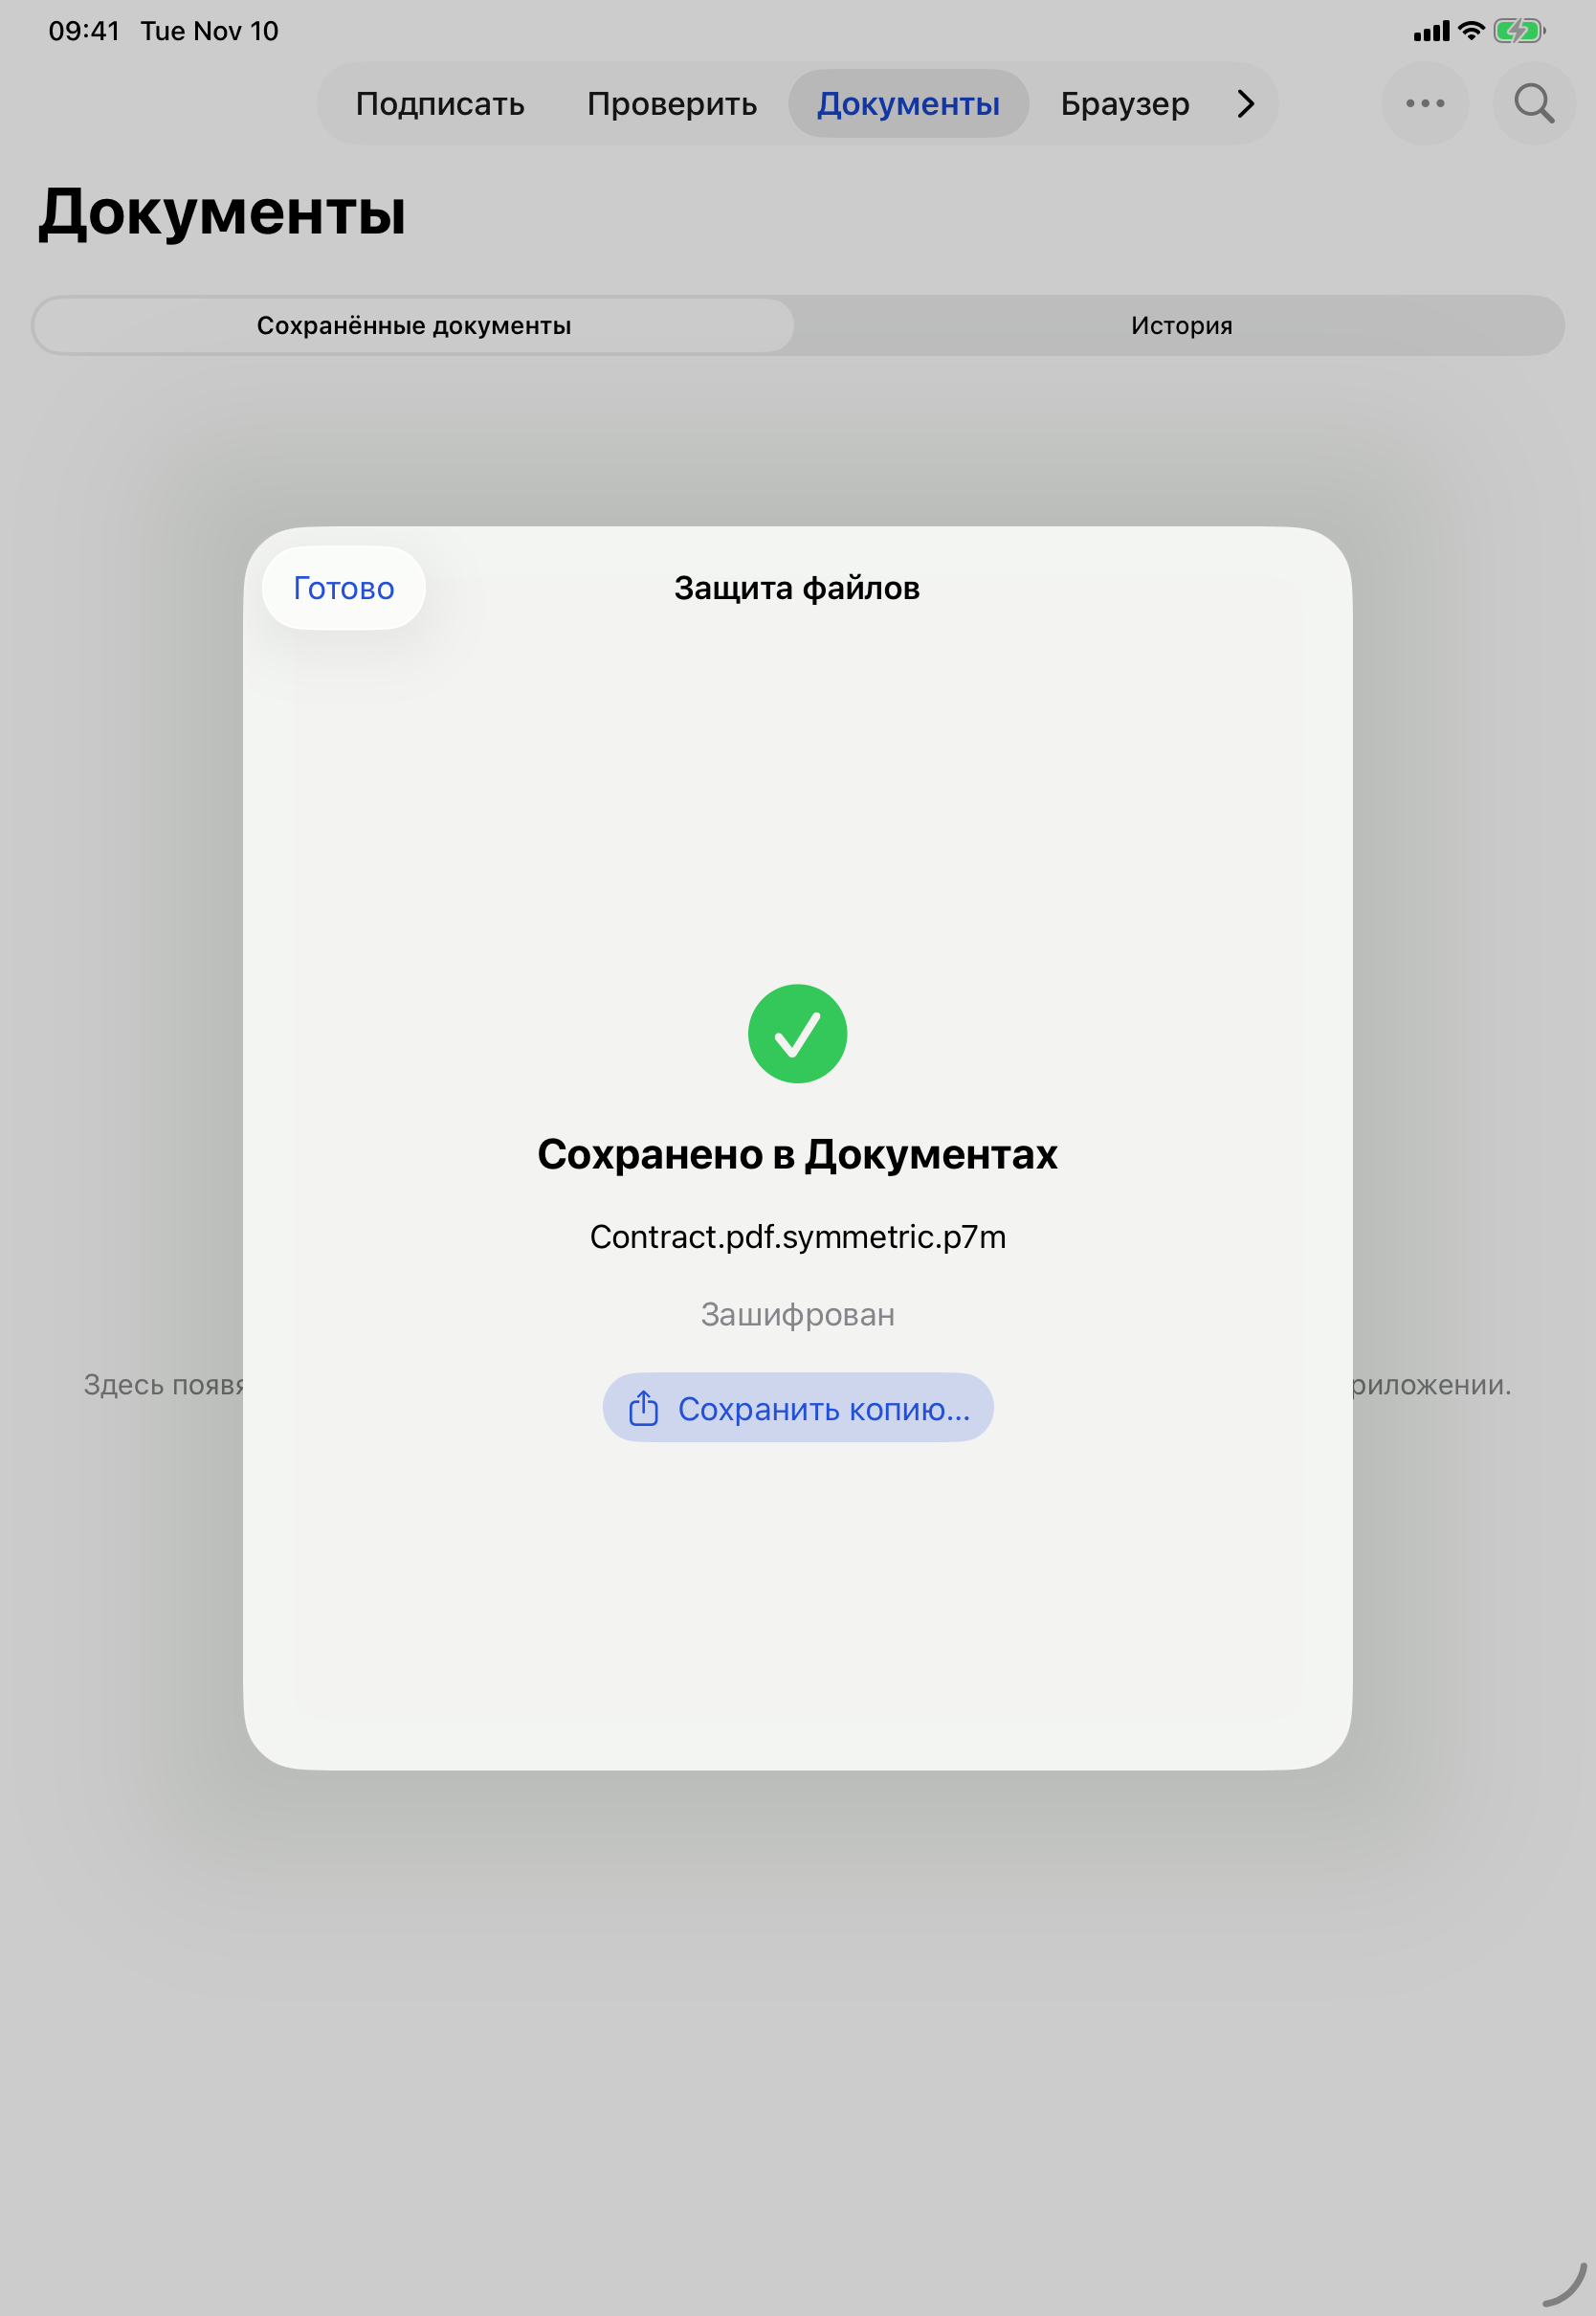 09:41 Tue Nov 10
Подписать Проверить Документы Браузер
Документы
Сохранённые документы История
Готово Защита файлов
Сохранено в Документах
Contract.pdf.symmetric.p7m
Зашифрован
Здесь
Сохранить копию...